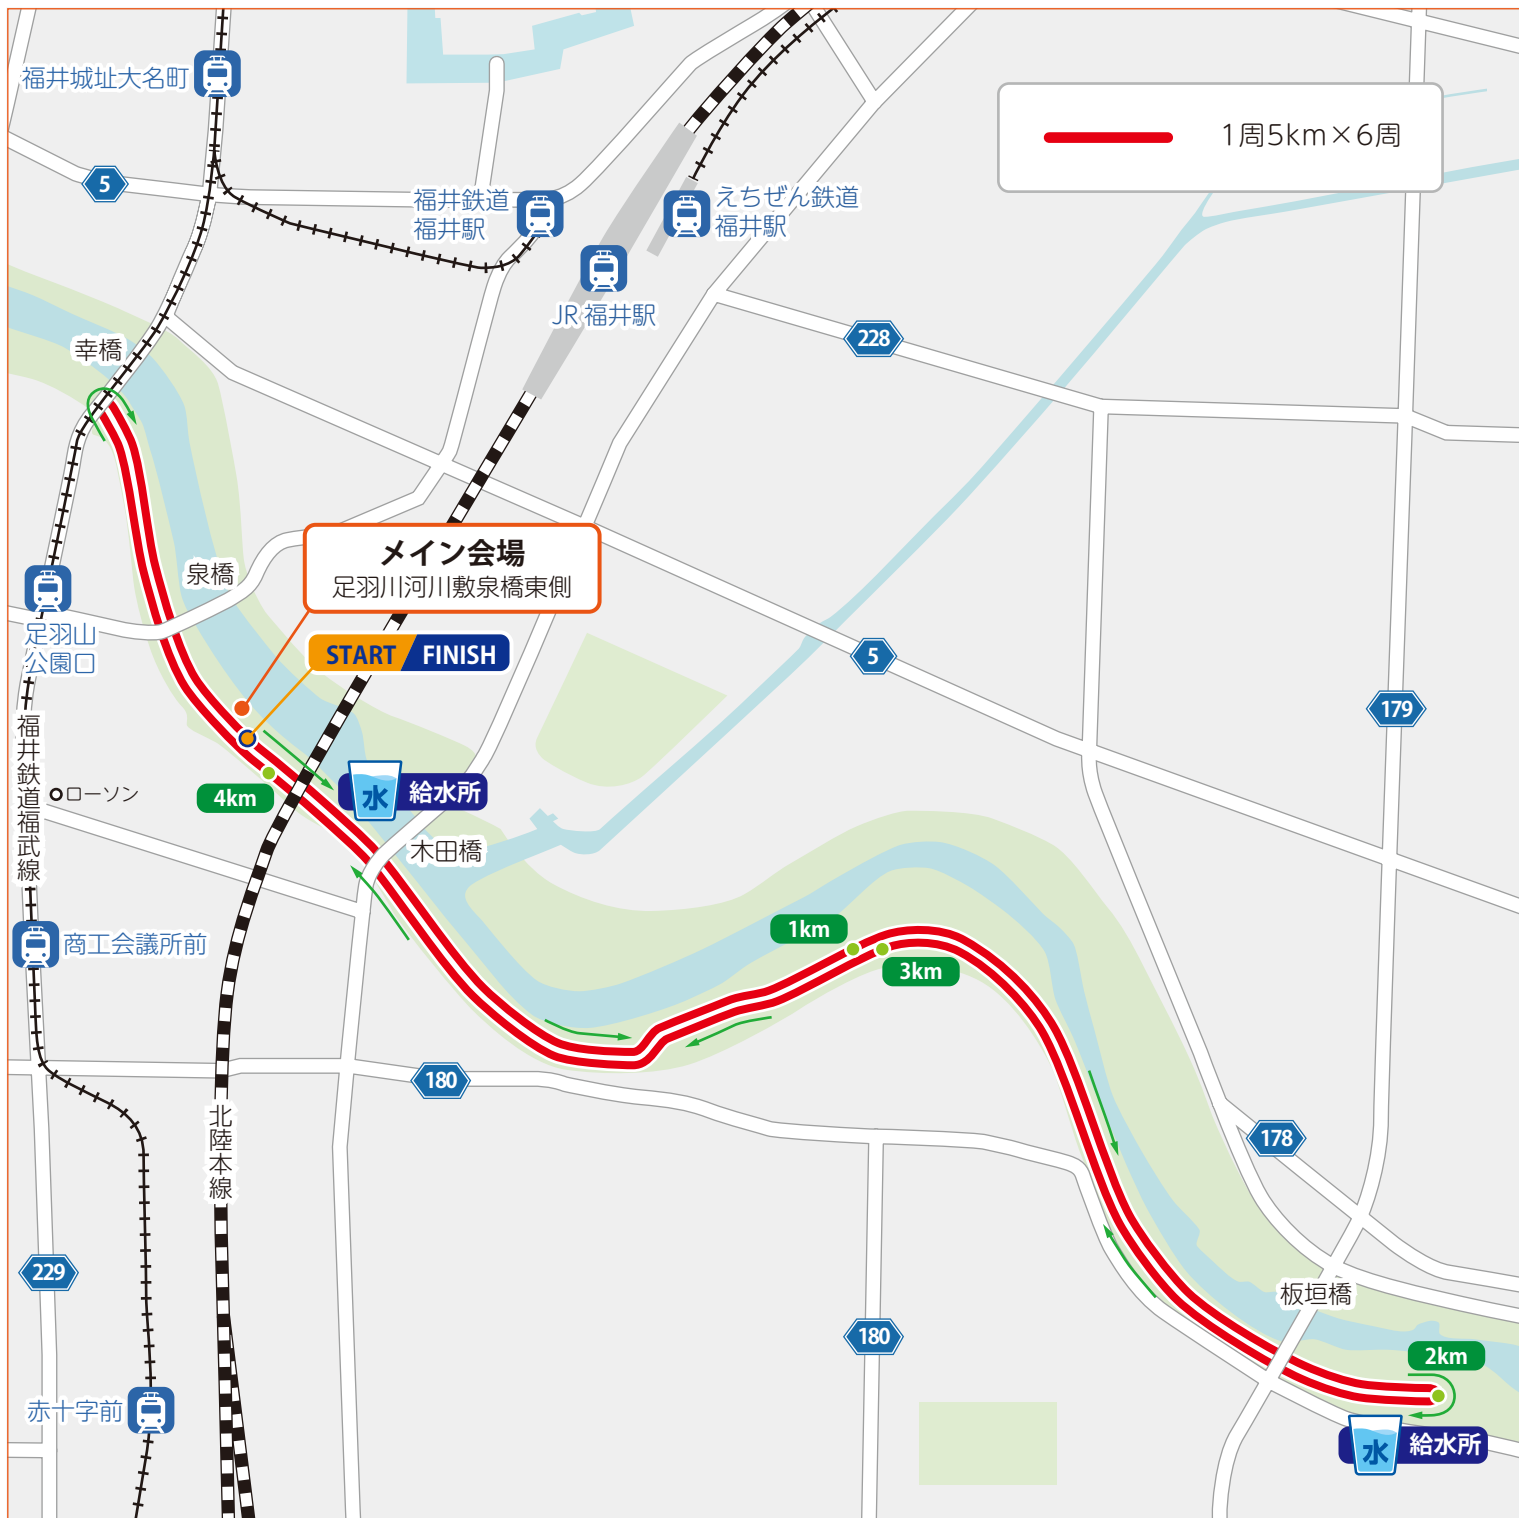 福井城址大名町
1周5km×6周
5
福井鉄道
福井駅
えちぜん鉄道
福井駅
JR 福井駅
228
幸橋
メイン会場
足羽川河川敷泉橋東側
泉橋
START FINISH
足羽山
公園口
5
179
福井鉄道福武線
ローソン
4km
水 給水所
木田橋
商工会議所前
1km
3km
180
北陸本線
178
229
板垣橋
180
2km
赤十字前
水 給水所